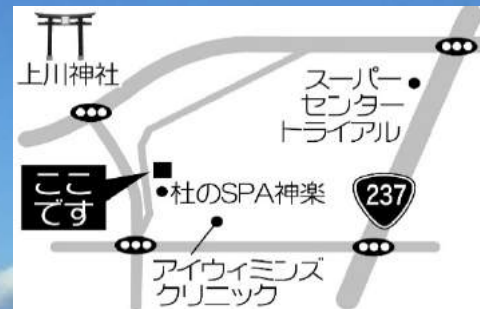 上川神社
スーパー
センター
トライアル
ここ
です
杜のSPA神楽
237
アイウィミンズ
クリニック